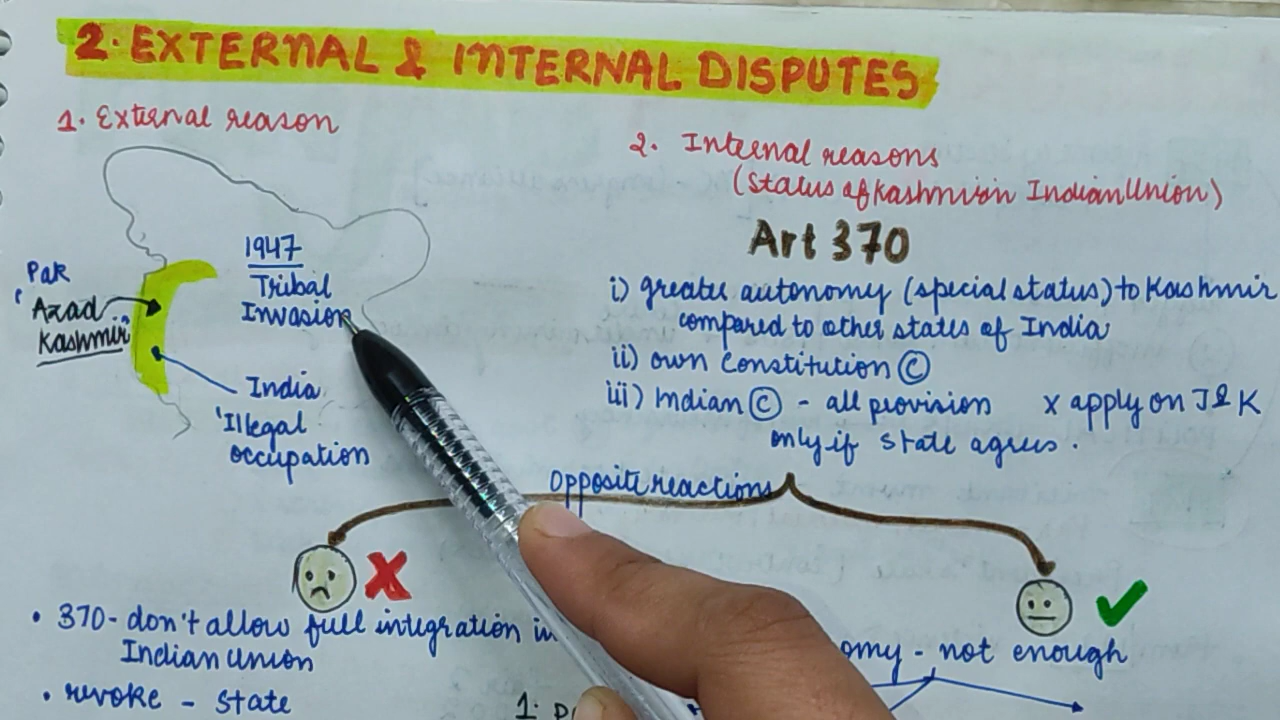 2. EXTERNAL & INTERNAL DISPUTES
1. External reason
1947
Tribal
Invasion
Pak
'Azad
Kashmir'
India
'Illegal
occupation
2. Internal reasons
(Status of Kashmir in Indian Union)
Art 370
i) greater autonomy (special status) to Kashmir
compared to other states of India
ii) own Constitution ©
iii) Indian © - all provision x apply on J&K
only if state agrees.
Opposite reactions
X
• 370- don't allow full integration in
Indian Union
• revoke - State
omy - not enough
1.